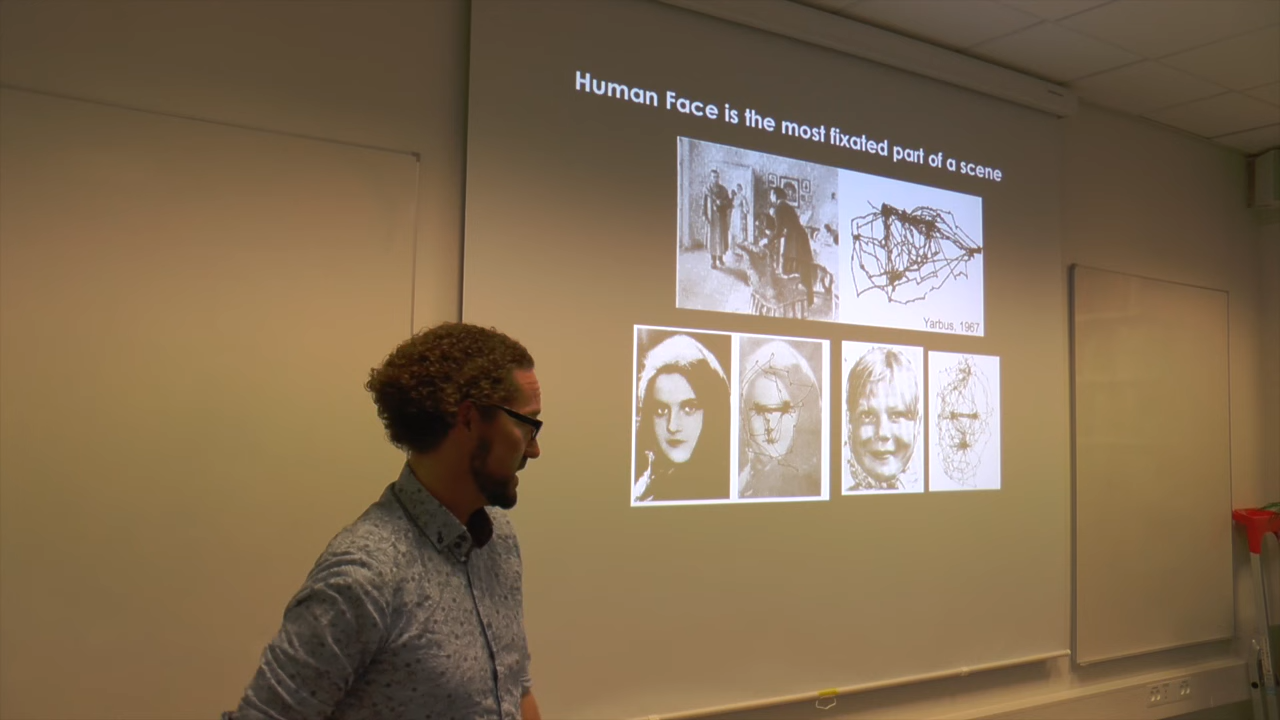 Human Face is the most fixated part of a scene
Yarbus, 1967